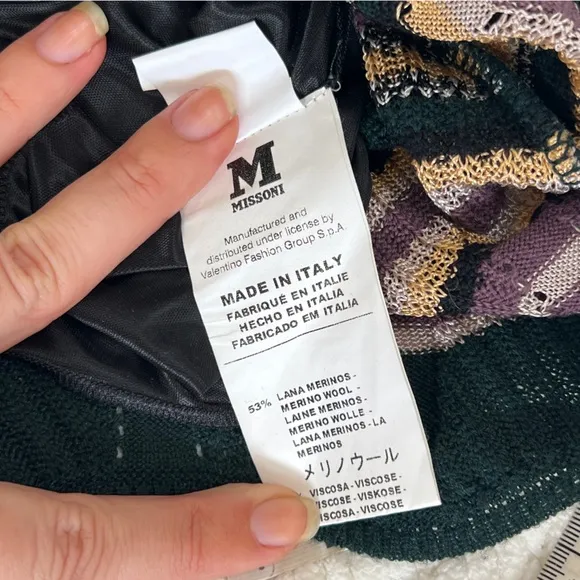 M
MISSONI
Manufactured and
distributed under license by
Valentino Fashion Group S.p.A.
MADE IN ITALY
FABRIQUÉ EN ITALIE
HECHO EN ITALIA
FABRICADO EM ITALIA
53% LANA MERINOS -
MERINO WOOL -
LAINE MERINOS -
MERINO WOLLE -
LANA MERINOS - LA
MERINOS
メリノウール
VISCOSA - VISCOSE -
VISCOSE - VISKOSE -
VISCOSA - VISCOSE